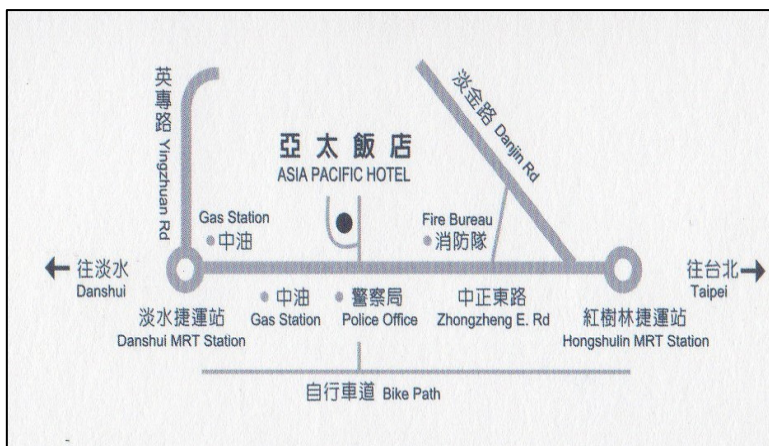 英專路 Yingzhuan Rd
淡金路 Danjin Rd
亞太飯店
ASIA PACIFIC HOTEL
Gas Station
中油
Fire Bureau
消防隊
往淡水
Danshui
往台北
Taipei
淡水捷運站
Danshui MRT Station
中油
Gas Station
警察局
Police Office
中正東路
Zhongzheng E. Rd
紅樹林捷運站
Hongshulin MRT Station
自行車道 Bike Path